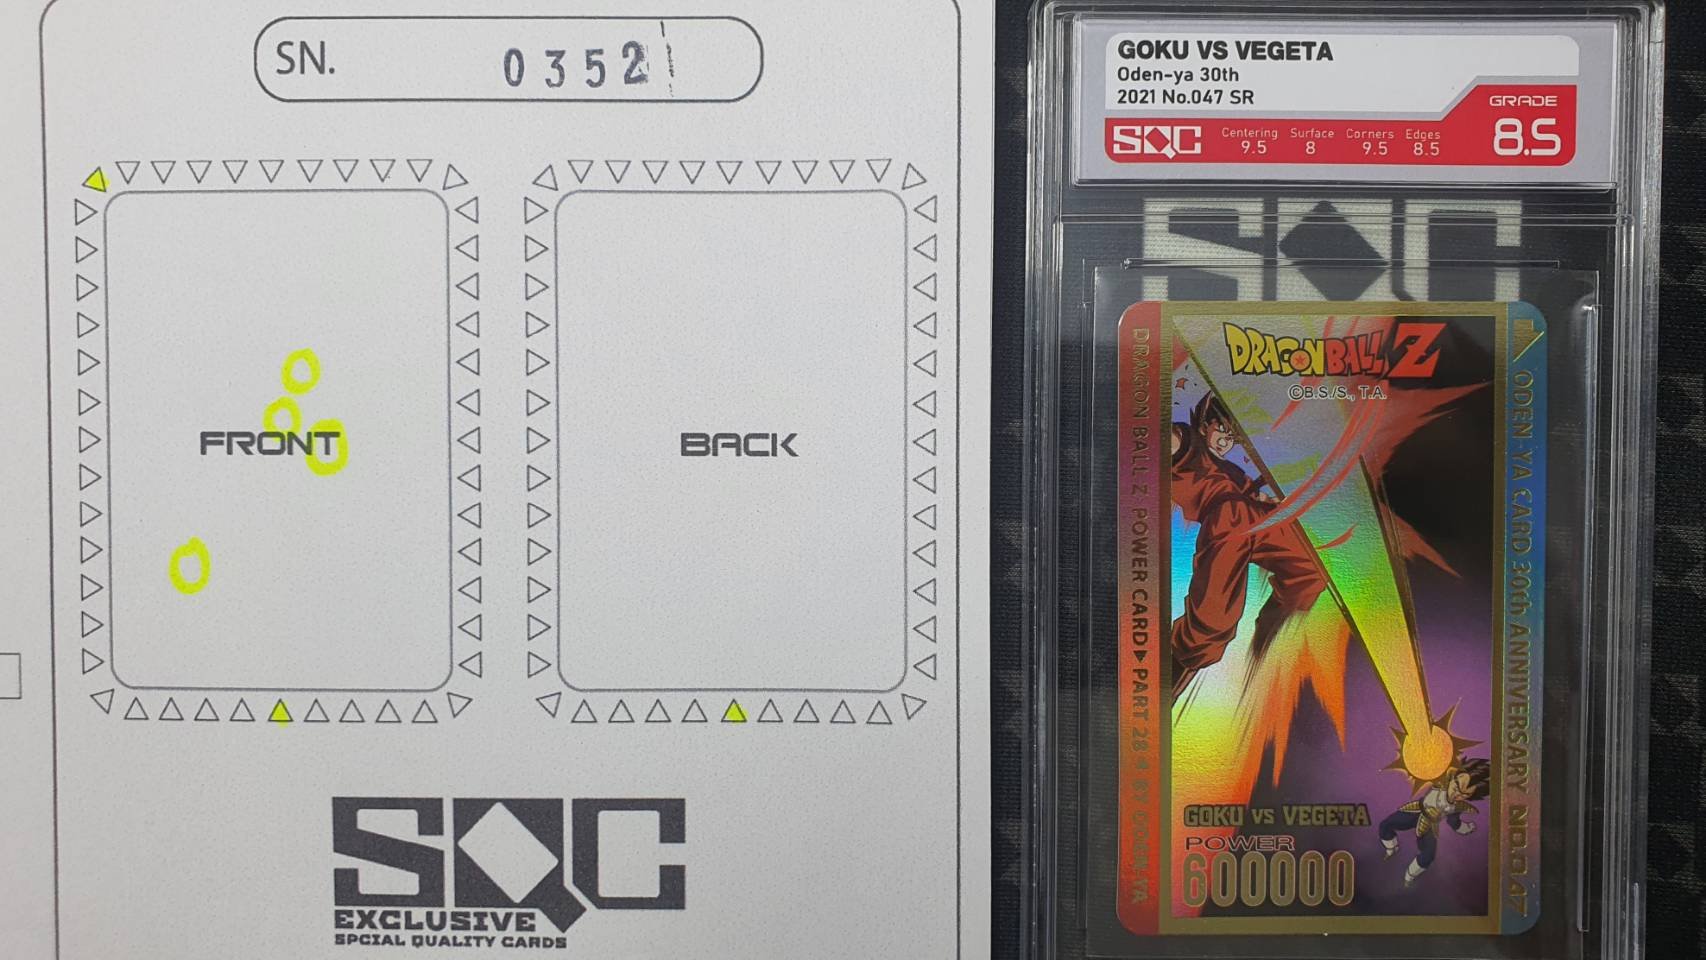 SN. 0352
FRONT
BACK
SQC
EXCLUSIVE
SPCIAL QUALITY CARDS
GOKU VS VEGETA
Oden-ya 30th
2021 No.047 SR
GRADE
8.5
SQC
Centering 9.5
Surface 8
Corners 9.5
Edges 8.5
SQC
DRAGON BALL Z
©B.S./S., T.A.
DRAGON BALL Z POWER CARD▶PART 28-4 BY ODEN-YA
ODEN-YA CARD 30th ANNIVERSARY NO.047
GOKU VS VEGETA
POWER
600000